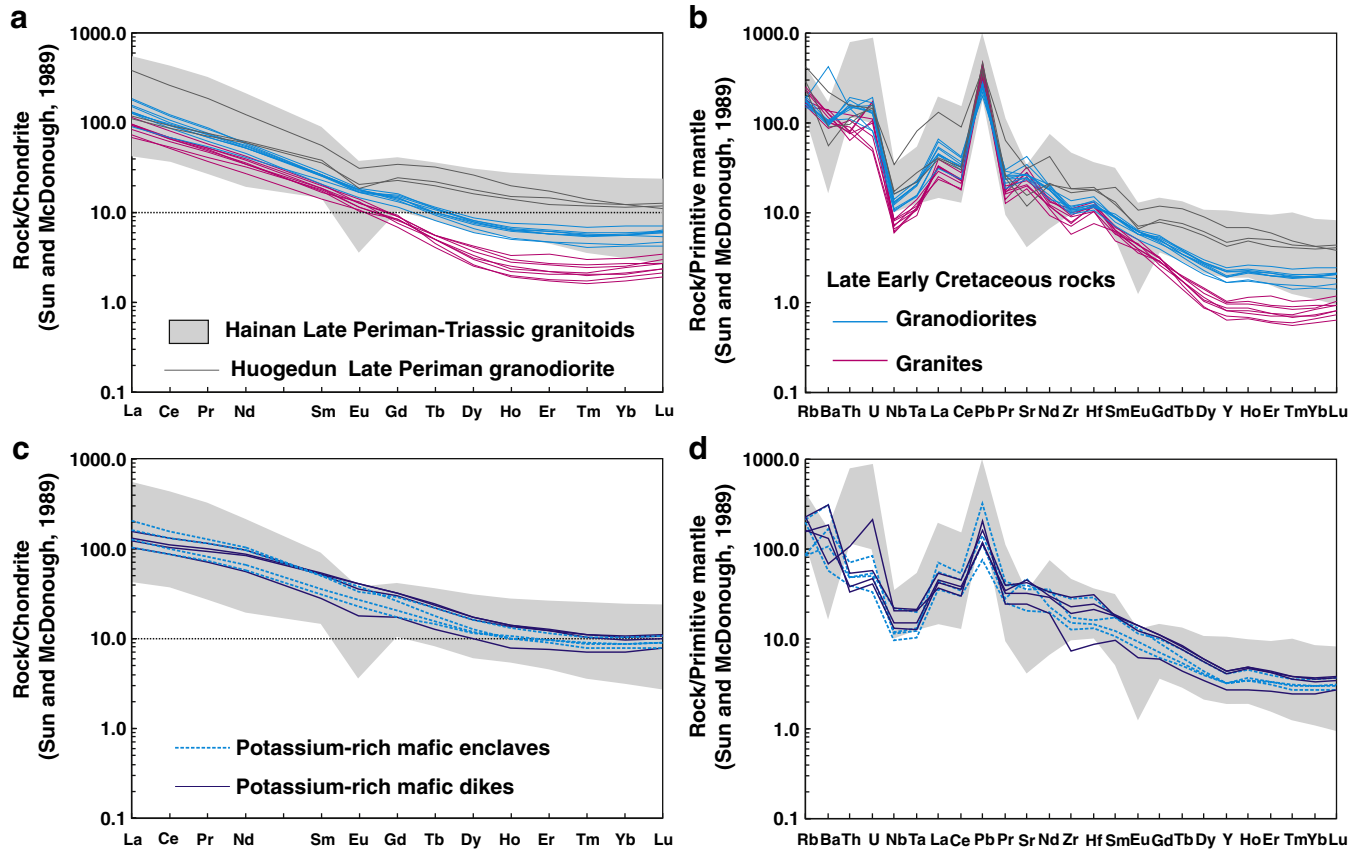 a
1000.0
100.0
10.0
1.0
0.1
Rock/Chondrite
(Sun and McDonough, 1989)
Hainan Late Periman-Triassic granitoids
Huogedun Late Periman granodiorite
La Ce Pr Nd Sm Eu Gd Tb Dy Ho Er Tm Yb Lu
b
1000.0
100.0
10.0
1.0
0.1
Rock/Primitive mantle
(Sun and McDonough, 1989)
Late Early Cretaceous rocks
Granodiorites
Granites
Rb Ba Th U Nb Ta La Ce Pb Pr Sr Nd Zr Hf Sm Eu Gd Tb Dy Y Ho Er Tm Yb Lu
c
1000.0
100.0
10.0
1.0
0.1
Rock/Chondrite
(Sun and McDonough, 1989)
Potassium-rich mafic enclaves
Potassium-rich mafic dikes
La Ce Pr Nd Sm Eu Gd Tb Dy Ho Er Tm Yb Lu
d
1000.0
100.0
10.0
1.0
0.1
Rock/Primitive mantle
(Sun and McDonough, 1989)
Rb Ba Th U Nb Ta La Ce Pb Pr Sr Nd Zr Hf Sm Eu Gd Tb Dy Y Ho Er Tm Yb Lu